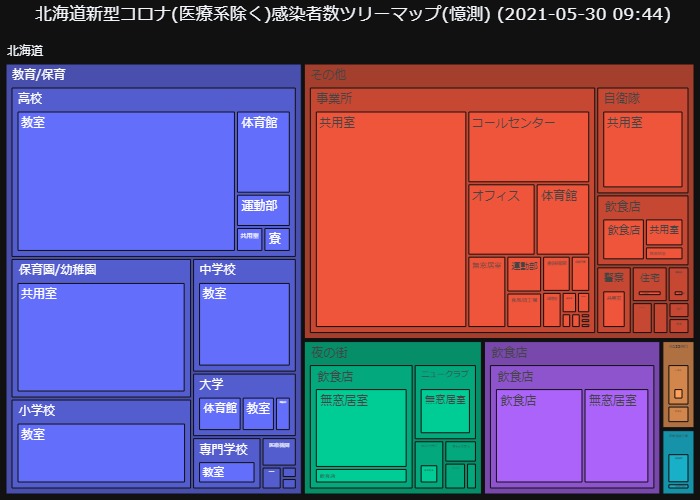 北海道新型コロナ(医療系除く)感染者数ツリーマップ(憶測) (2021-05-30 09:44)
北海道
教育/保育
高校
教室
体育館
運動部
共用室
寮
保育園/幼稚園
共用室
中学校
教室
小学校
教室
大学
体育館
教室
専門学校
教室
医療機関
その他
事業所
共用室
コールセンター
オフィス
体育館
無窓居室
運動部
自衛隊
共用室
飲食店
飲食店
共用室
警察
住宅
夜の街
飲食店
無窓居室
ニュークラブ
無窓居室
飲食店
飲食店
飲食店
無窓居室